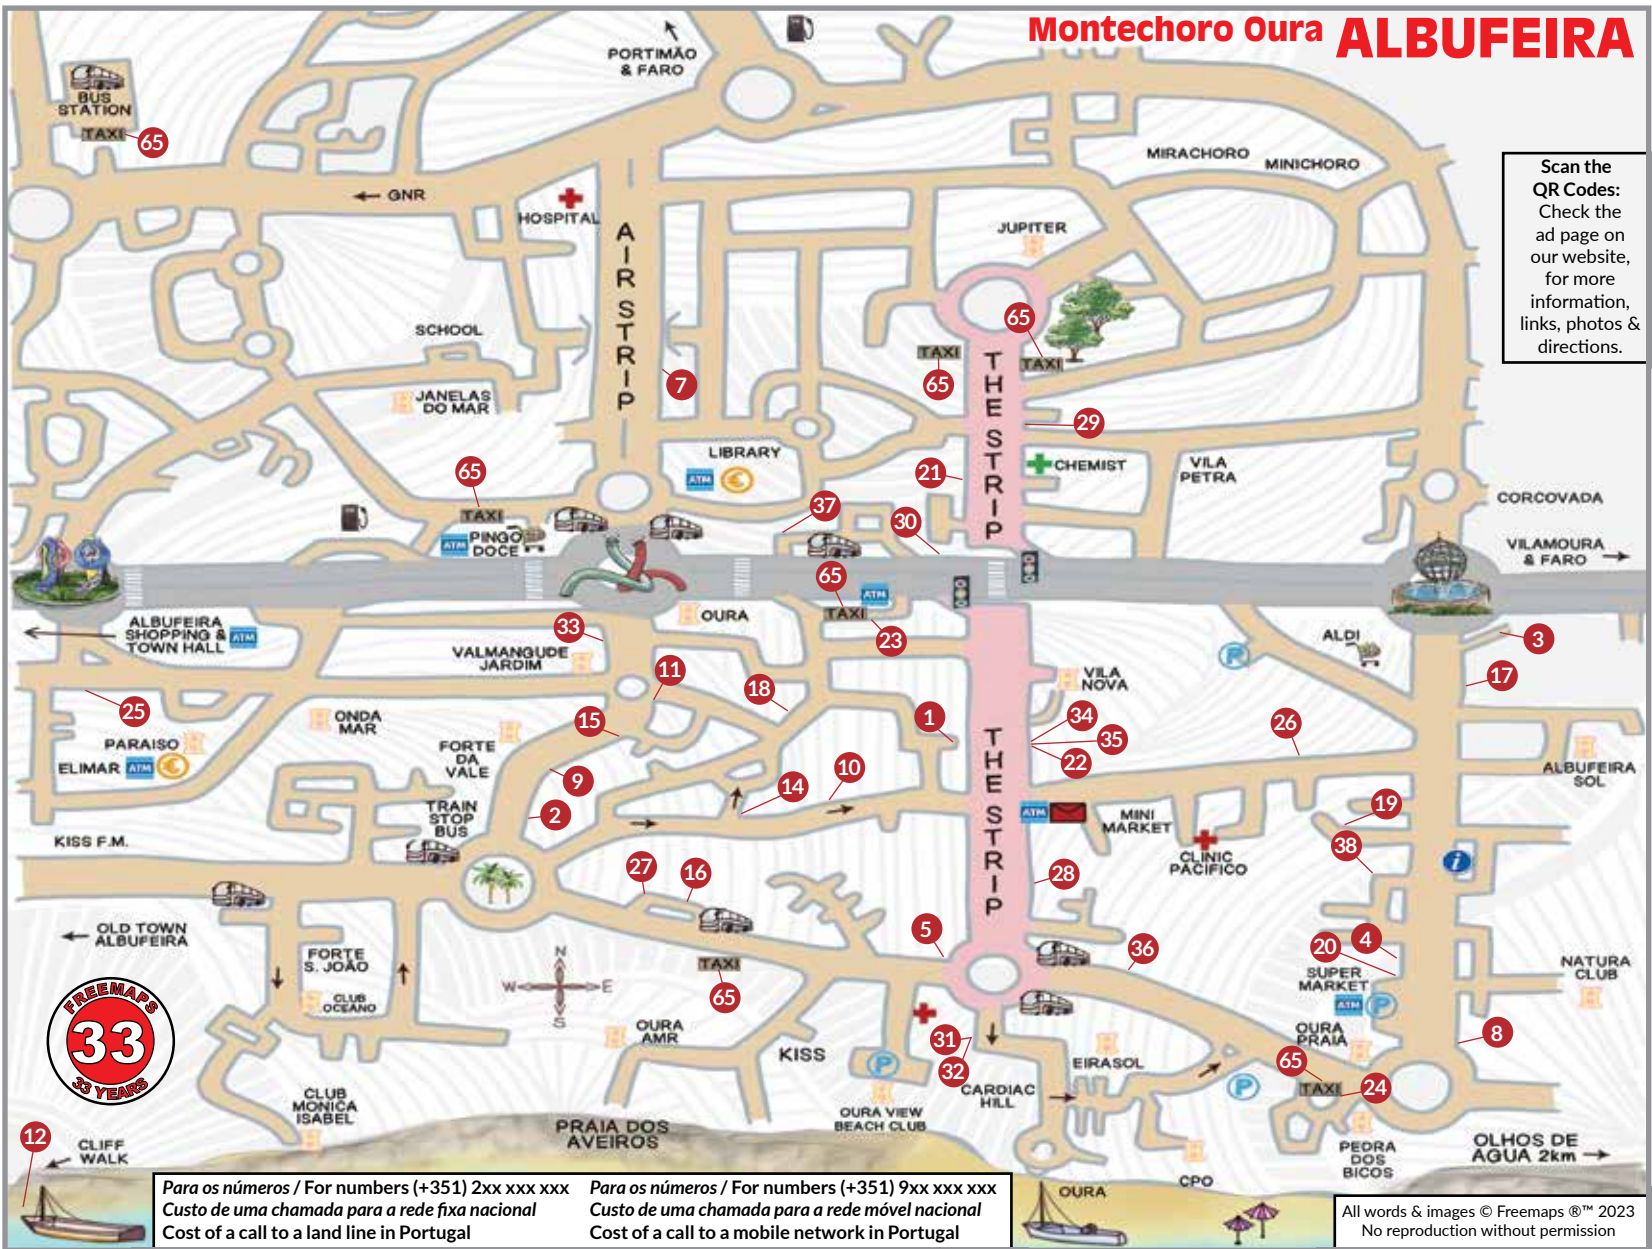 Montechoro Oura ALBUFEIRA
PORTIMÃO
& FARO
BUS
STATION
TAXI
65
MIRACHORO
MINICHORO
Scan the
QR Codes:
Check the
ad page on
our website,
for more
information,
links, photos &
directions.
GNR
HOSPITAL
AIR STRIP
JUPITER
65
TAXI
TAXI
65
THE STRIP
SCHOOL
7
JANELAS
DO MAR
29
LIBRARY
ATM
CHEMIST
VILA
PETRA
21
65
TAXI
CORCOVADA
37
30
ATM
PINGO
DOCE
VILAMOURA
& FARO
65
ATM
TAXI
23
OURA
ALBUFEIRA
SHOPPING &
TOWN HALL
ATM
33
VALMANGUDE
JARDIM
ALDI
3
P
11
18
VILA
NOVA
17
25
15
1
34
35
22
26
ONDA
MAR
PARAISO
ELIMAR
ATM
FORTE
DA
VALE
9
10
14
THE STRIP
ALBUFEIRA
SOL
TRAIN
STOP
BUS
2
ATM
MINI
MARKET
19
KISS F.M.
38
CLINIC
PACIFICO
i
27
16
28
OLD TOWN
ALBUFEIRA
5
36
4
20
FORTE
S. JOÃO
N
W
E
S
TAXI
65
SUPER
MARKET
ATM
P
NATURA
CLUB
CLUB
OCEANO
FREEMAPS
33
33 YEARS
OURA
AMR
KISS
31
32
OURA
PRAIA
8
EIRASOL
65
TAXI
24
P
P
CARDIAC
HILL
CLUB
MONICA
ISABEL
OURA VIEW
BEACH CLUB
PRAIA DOS
AVEIROS
12
CLIFF
WALK
PEDRA
DOS
BICOS
OLHOS DE
AGUA 2km
CPO
OURA
Para os números / For numbers (+351) 2xx xxx xxx
Custo de uma chamada para a rede fixa nacional
Cost of a call to a land line in Portugal
Para os números / For numbers (+351) 9xx xxx xxx
Custo de uma chamada para a rede móvel nacional
Cost of a call to a mobile network in Portugal
All words & images © Freemaps ®™ 2023
No reproduction without permission